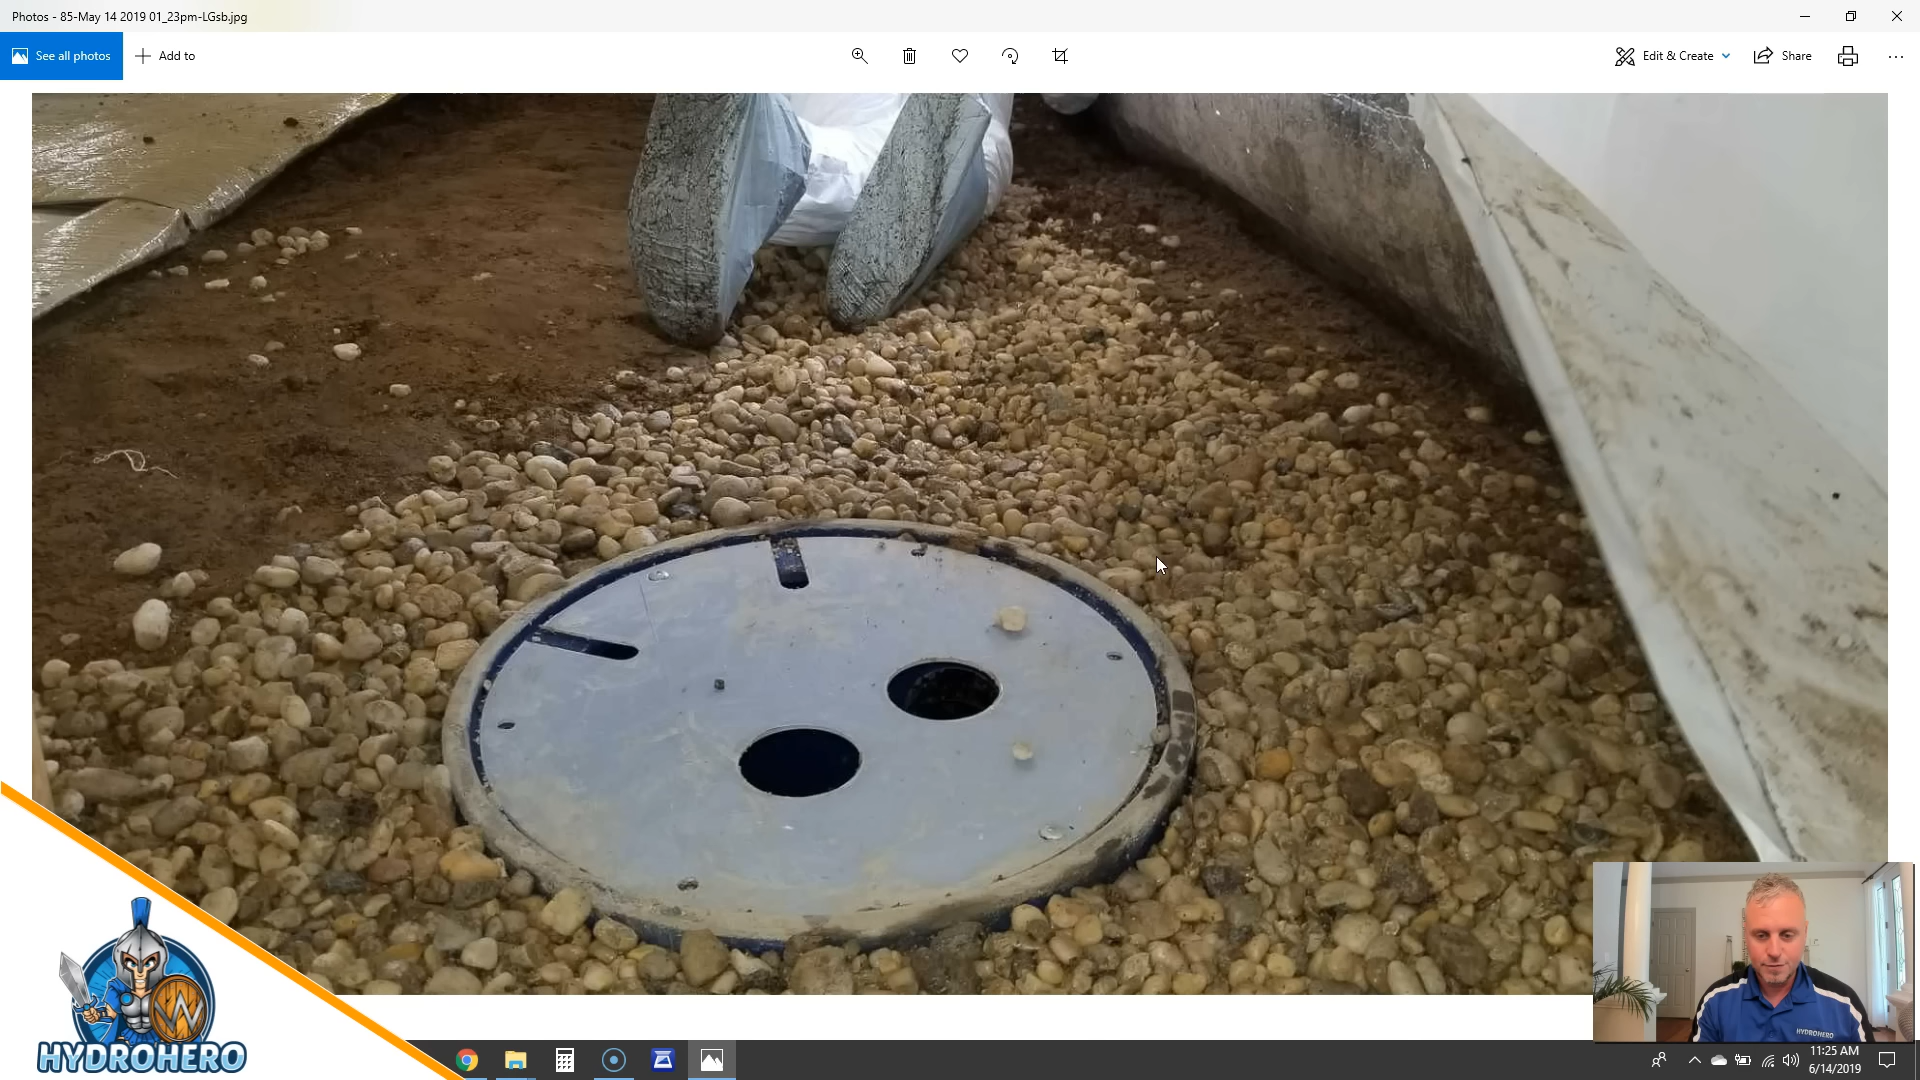 Photos - 85-May 14 2019 01_23pm-LGsb.jpg
See all photos
Add to
Edit & Create
Share
HYDROHERO
HYDROHERO
11:25 AM
6/14/2019